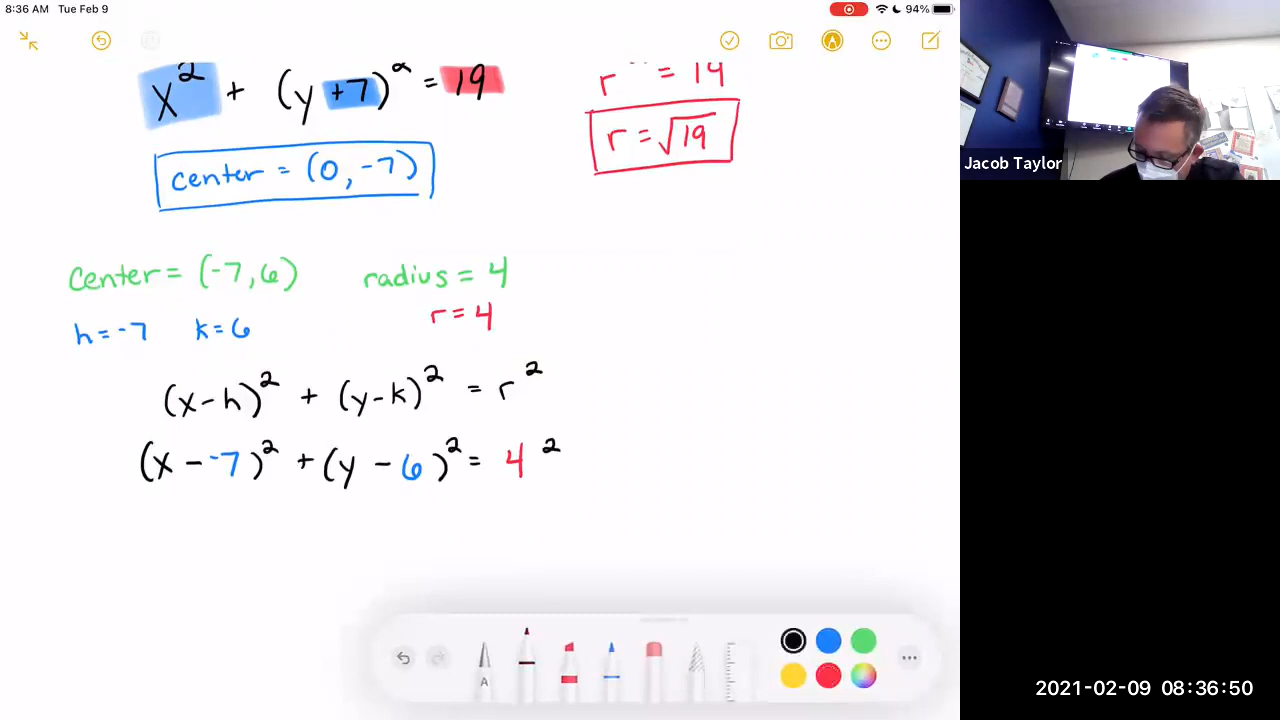 8:36 AM Tue Feb 9
94%
x² + (y +7)² = 19
r = 19
center = (0, -7)
r = √19
center = (-7, 6) radius = 4
h = -7 k = 6 r = 4
(x - h)² + (y - k)² = r²
(x - -7)² + (y - 6)² = 4²
A
Jacob Taylor
2021-02-09 08:36:50